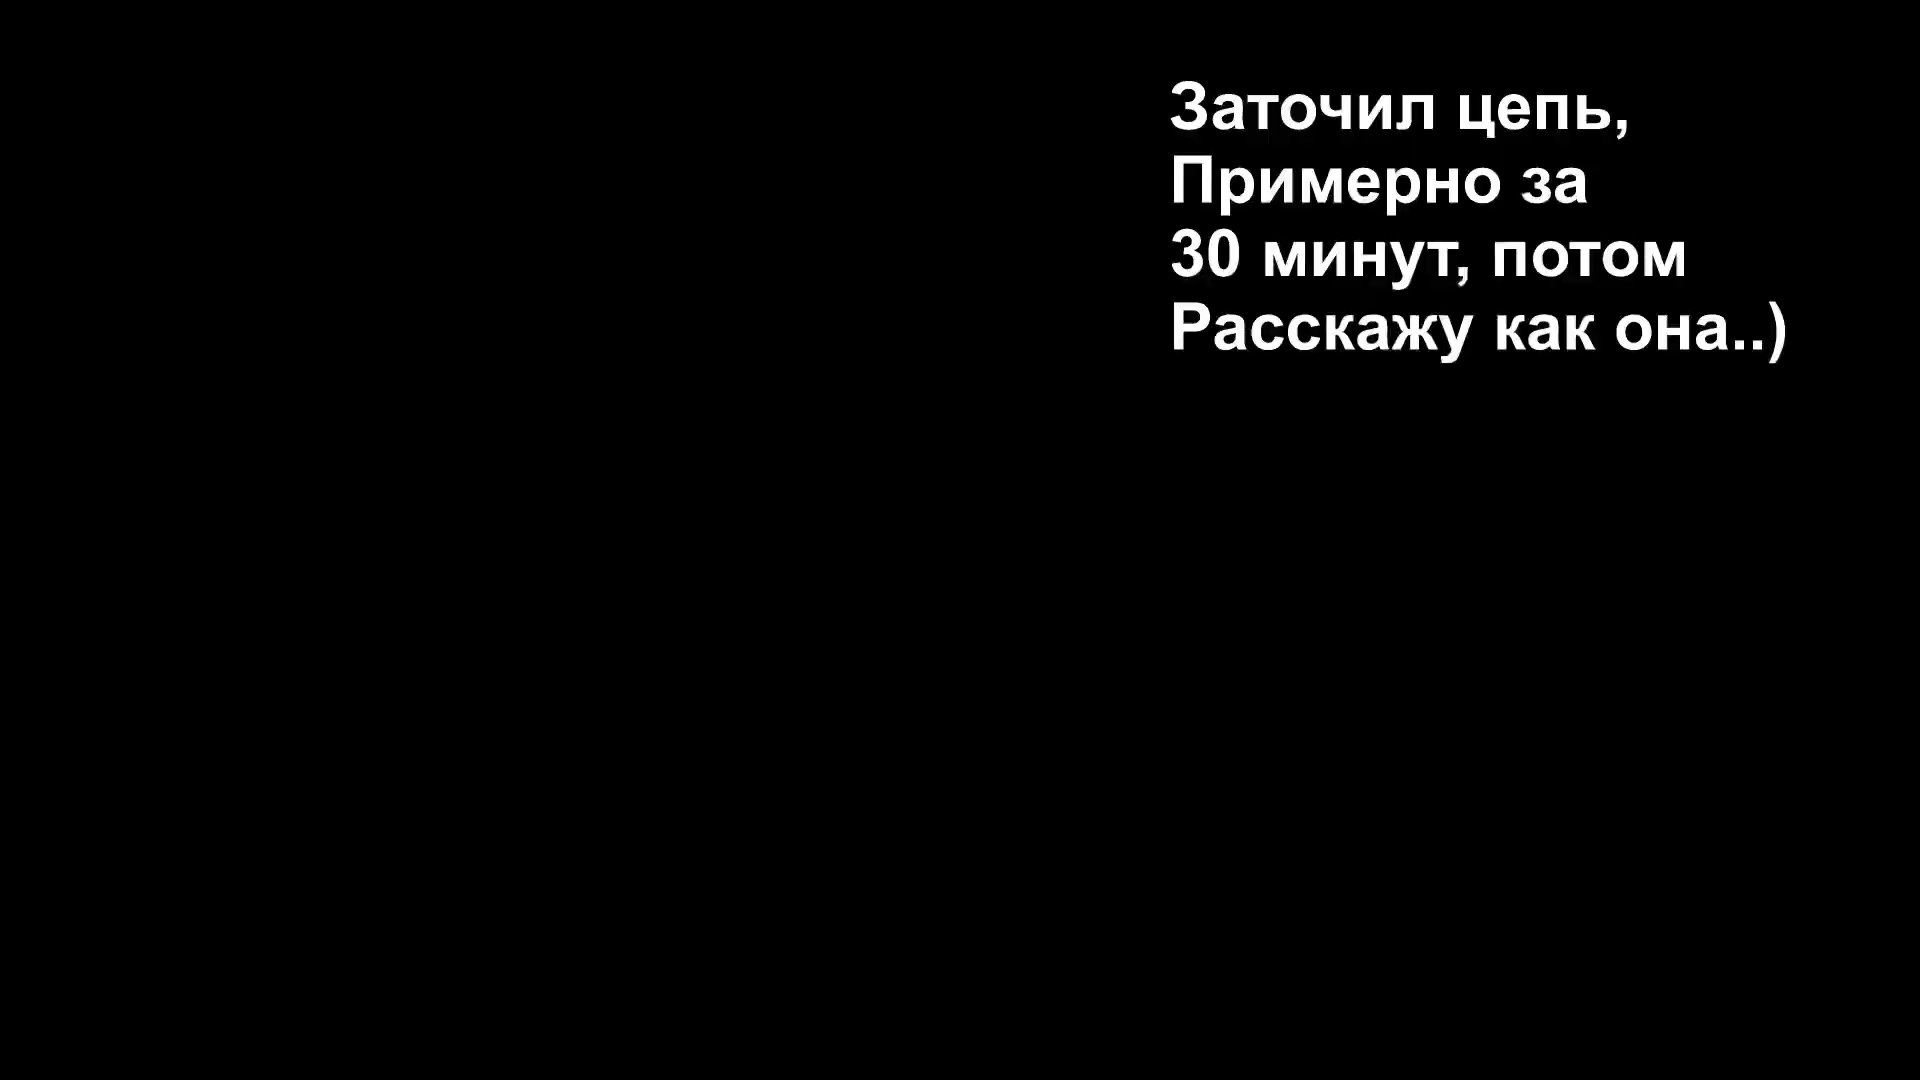 Заточил цепь,
Примерно за
30 минут, потом
Расскажу как она..)